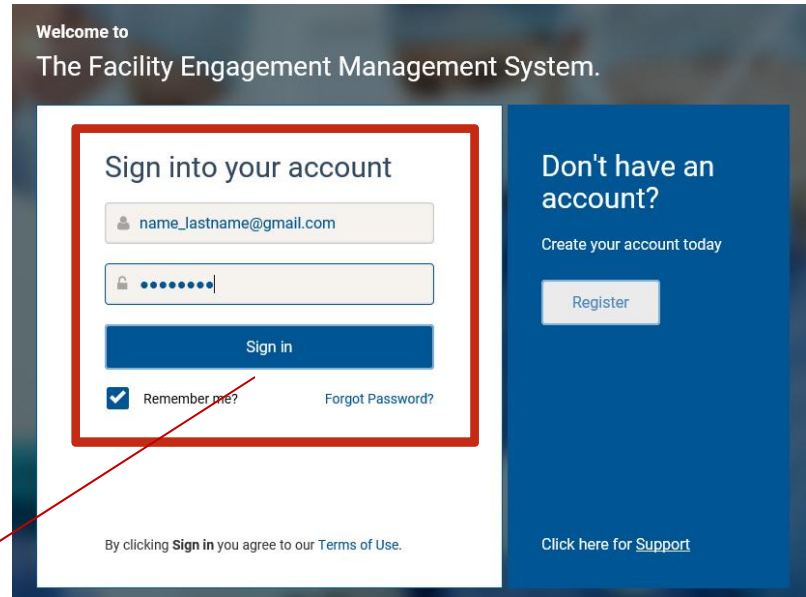 Welcome to
The Facility Engagement Management System.
Sign into your account
name_lastname@gmail.com
••••••••
Sign in
Remember me?
Forgot Password?
By clicking Sign in you agree to our Terms of Use.
Don't have an
account?
Create your account today
Register
Click here for Support